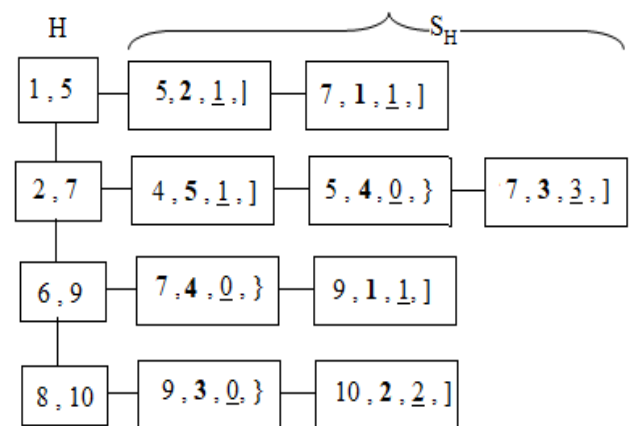 H S_H
1 , 5 5, 2 , 1 , ] 7 , 1 , 1 , ]
2 , 7 4 , 5 , 1 , ] 5 , 4 , 0 , } 7 , 3 , 3 , ]
6 , 9 7 , 4 , 0 , } 9 , 1 , 1 , ]
8 , 10 9 , 3 , 0 , } 10 , 2 , 2 , ]